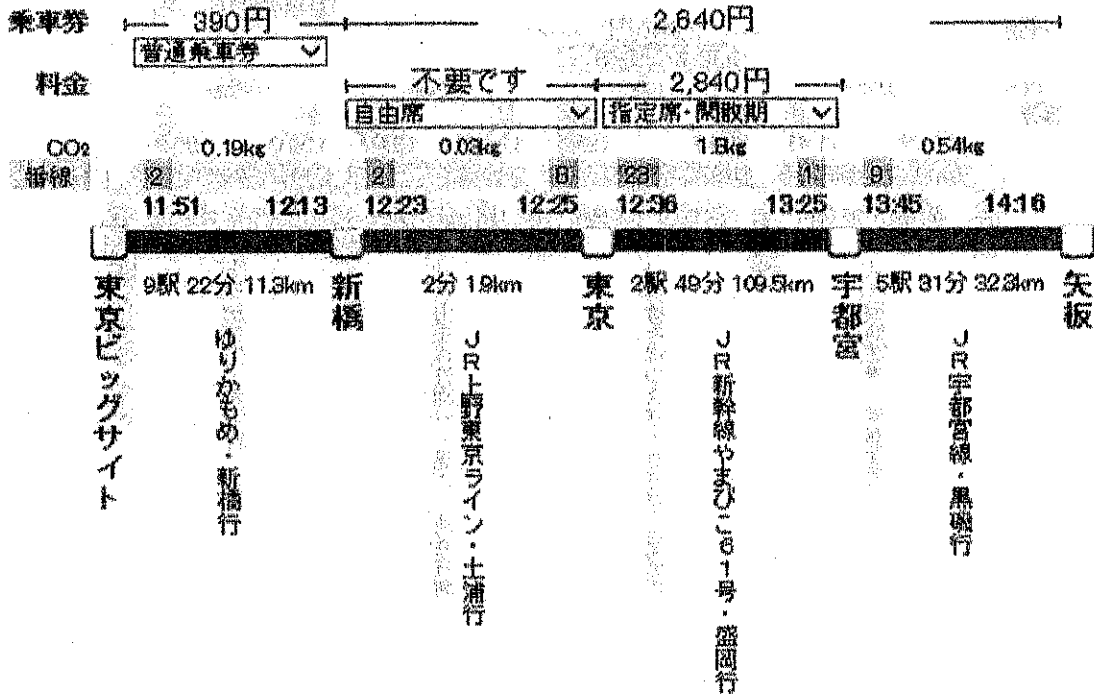 乗車券 390円 2,640円
普通乗車券
料金 不要です 2,840円
自由席 指定席・閑散期
CO2 0.19kg 0.03kg 0.54kg
番線 2 2 8 23 1 9
11:51 12:13 12:23 12:25 12:36 13:25 13:45 14:16
9駅 22分 11.3km 2分 1.9km 2駅 49分 109.5km 5駅 31分 32.3km
東京ビッグサイト
ゆりかもめ・新橋行
新橋
JR上野東京ライン・土浦行
東京
JR新幹線やまびこ61号・盛岡行
宇都宮
JR宇都宮線・黒磯行
矢板